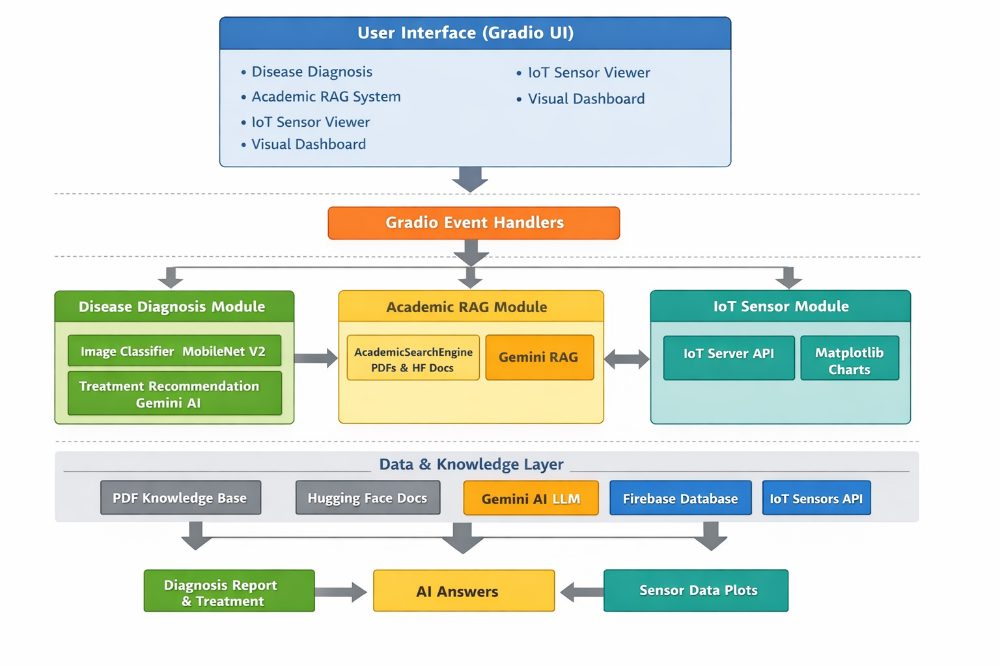 User Interface (Gradio UI)
• Disease Diagnosis
• Academic RAG System
• IoT Sensor Viewer
• Visual Dashboard
• IoT Sensor Viewer
• Visual Dashboard
Gradio Event Handlers
Disease Diagnosis Module
Image Classifier MobileNet V2
Treatment Recommendation
Gemini AI
Academic RAG Module
AcademicSearchEngine
PDFs & HF Docs
Gemini RAG
IoT Sensor Module
IoT Server API
Matplotlib
Charts
Data & Knowledge Layer
PDF Knowledge Base
Hugging Face Docs
Gemini AI LLM
Firebase Database
IoT Sensors API
Diagnosis Report
& Treatment
AI Answers
Sensor Data Plots